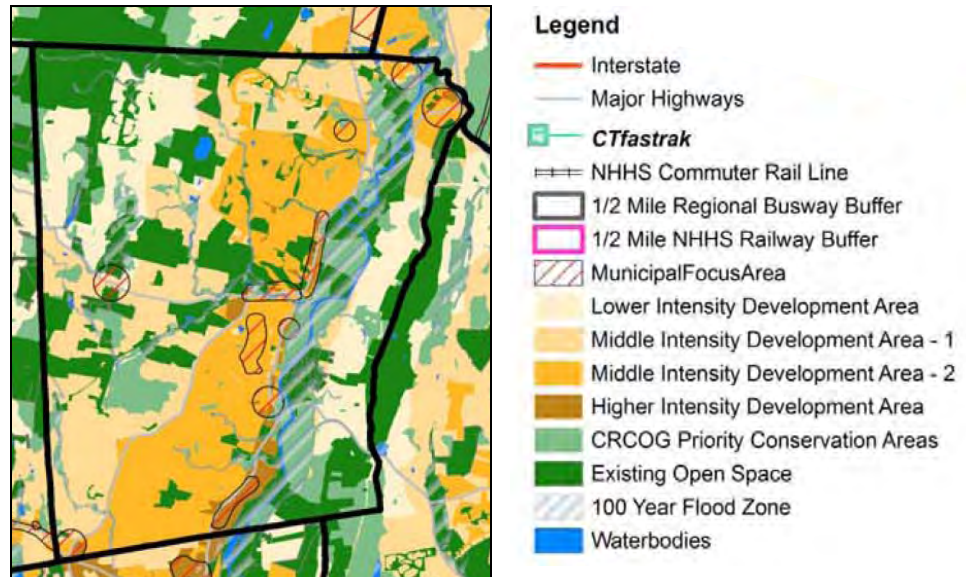 Legend
Interstate
Major Highways
CTfastrak
NHHS Commuter Rail Line
1/2 Mile Regional Busway Buffer
1/2 Mile NHHS Railway Buffer
MunicipalFocusArea
Lower Intensity Development Area
Middle Intensity Development Area - 1
Middle Intensity Development Area - 2
Higher Intensity Development Area
CRCOG Priority Conservation Areas
Existing Open Space
100 Year Flood Zone
Waterbodies